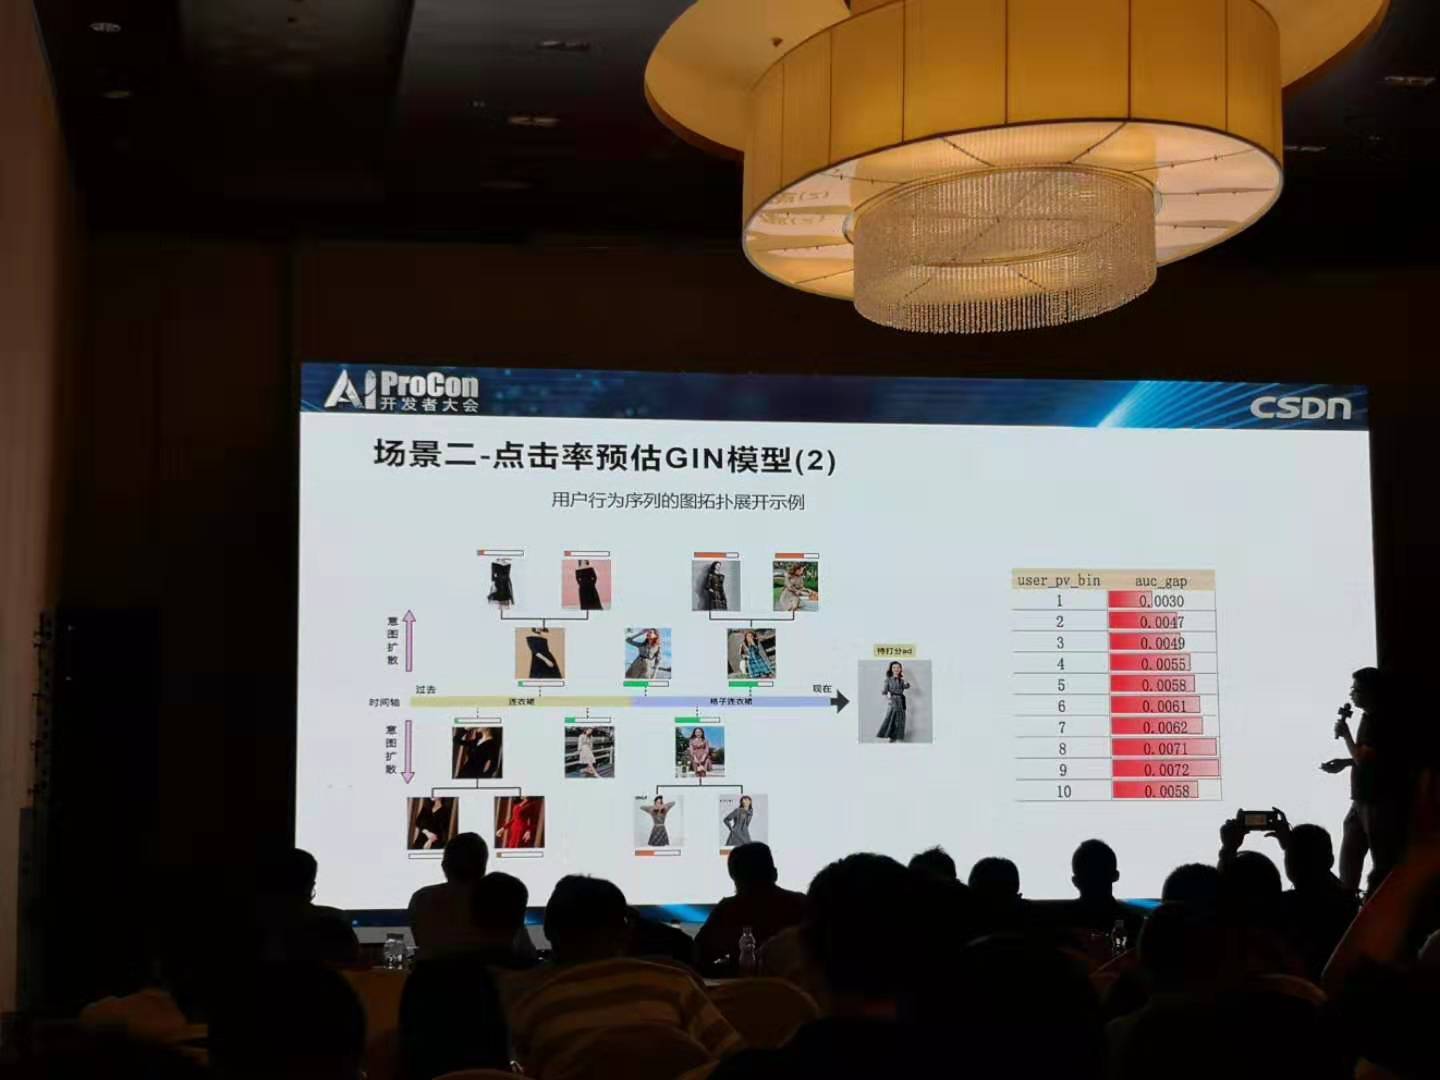 AI ProCon
开发者大会
CSDN
场景二-点击率预估GIN模型(2)
用户行为序列的图拓扑展开示例
意图扩散
过去
现在
时间轴
连衣裙
格子连衣裙
意图扩散
待打分ad
user_pv_bin auc_gap
1 0.0030
2 0.0047
3 0.0049
4 0.0055
5 0.0058
6 0.0061
7 0.0062
8 0.0071
9 0.0072
10 0.0058